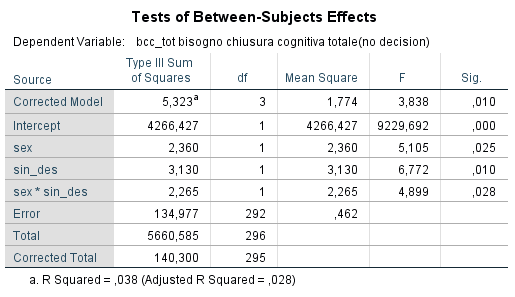 Tests of Between-Subjects Effects
Dependent Variable: bcc_tot bisogno chiusura cognitiva totale(no decision)
Source Type III Sum of Squares df Mean Square F Sig.
Corrected Model 5,323a 3 1,774 3,838 ,010
Intercept 4266,427 1 4266,427 9229,692 ,000
sex 2,360 1 2,360 5,105 ,025
sin_des 3,130 1 3,130 6,772 ,010
sex * sin_des 2,265 1 2,265 4,899 ,028
Error 134,977 292 ,462
Total 5660,585 296
Corrected Total 140,300 295
a. R Squared = ,038 (Adjusted R Squared = ,028)